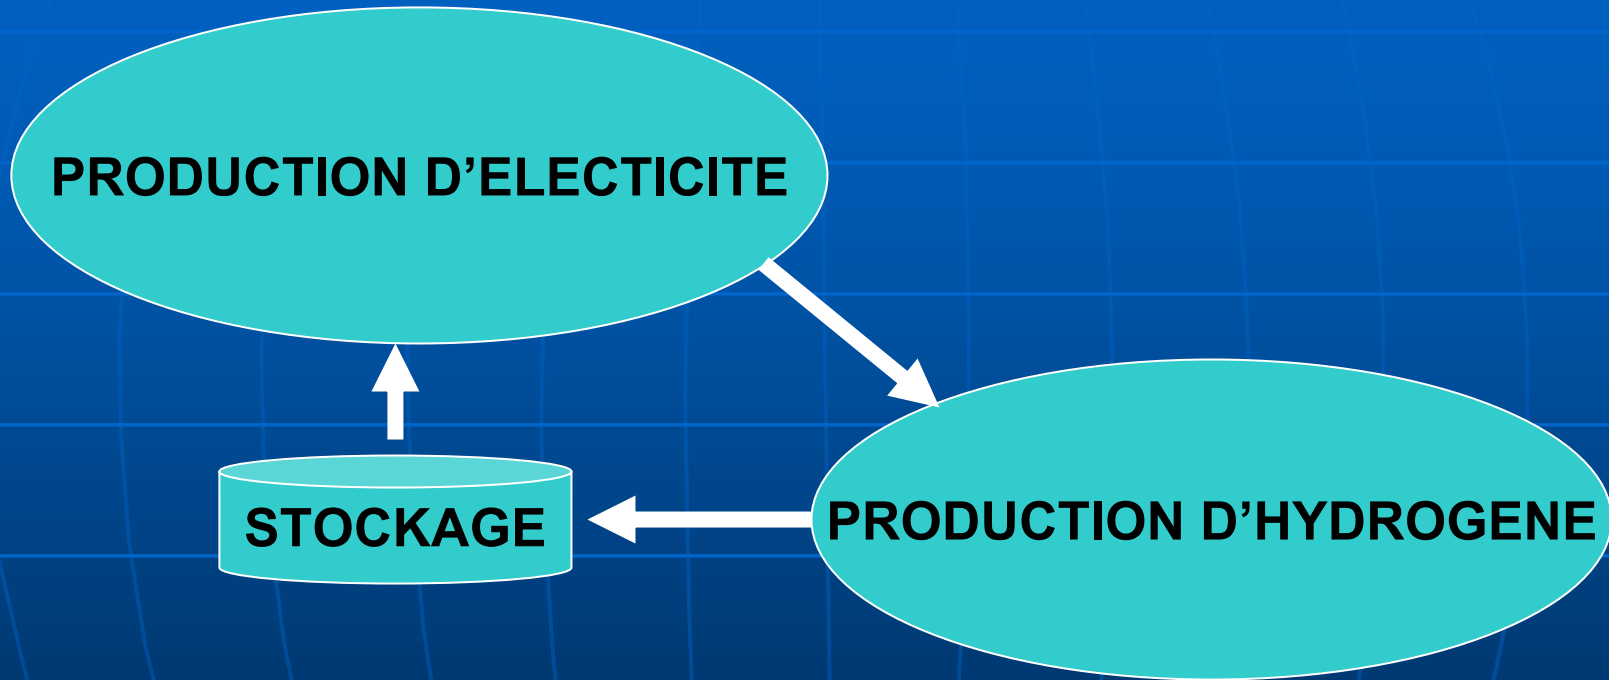 PRODUCTION D’ELECTICITE
STOCKAGE
PRODUCTION D’HYDROGENE